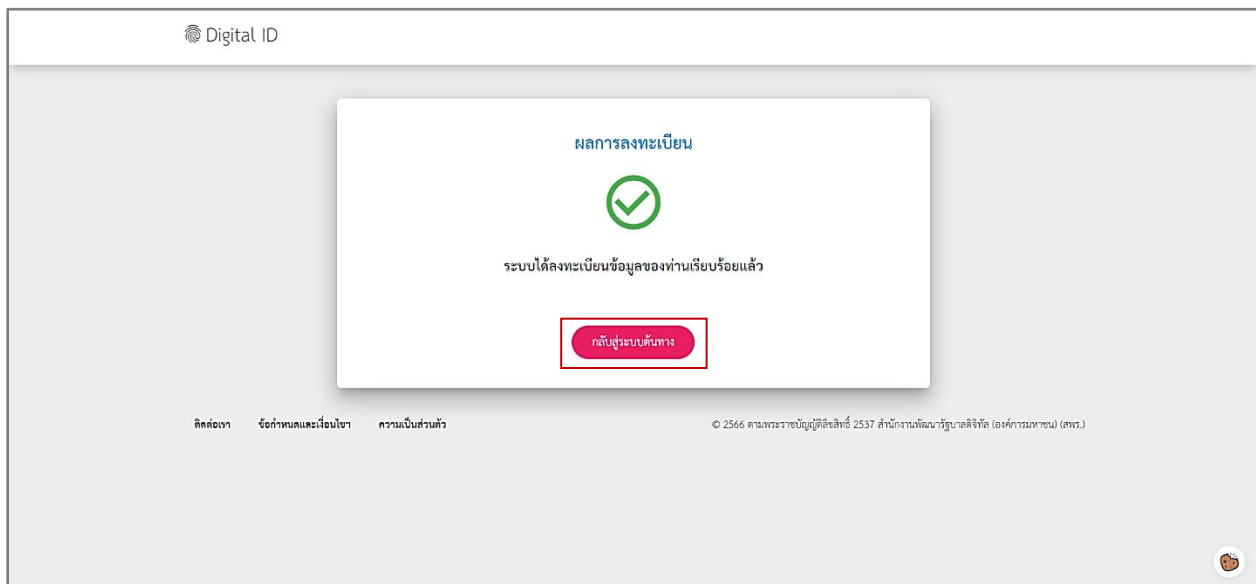 Digital ID
ผลการลงทะเบียน
ระบบได้ลงทะเบียนข้อมูลของท่านเรียบร้อยแล้ว
กลับสู่ระบบต้นทาง
ติดต่อเรา ข้อกำหนดและเงื่อนไขฯ ความเป็นส่วนตัว © 2566 ตามพระราชบัญญัติลิขสิทธิ์ 2537 สำนักงานพัฒนารัฐบาลดิจิทัล (องค์การมหาชน) (สพร.)